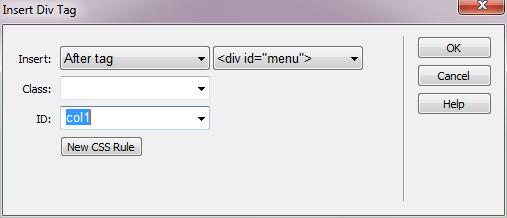 Insert Div Tag
Insert: After tag <div id="menu"> OK
Class: Cancel
ID: col1 Help
New CSS Rule